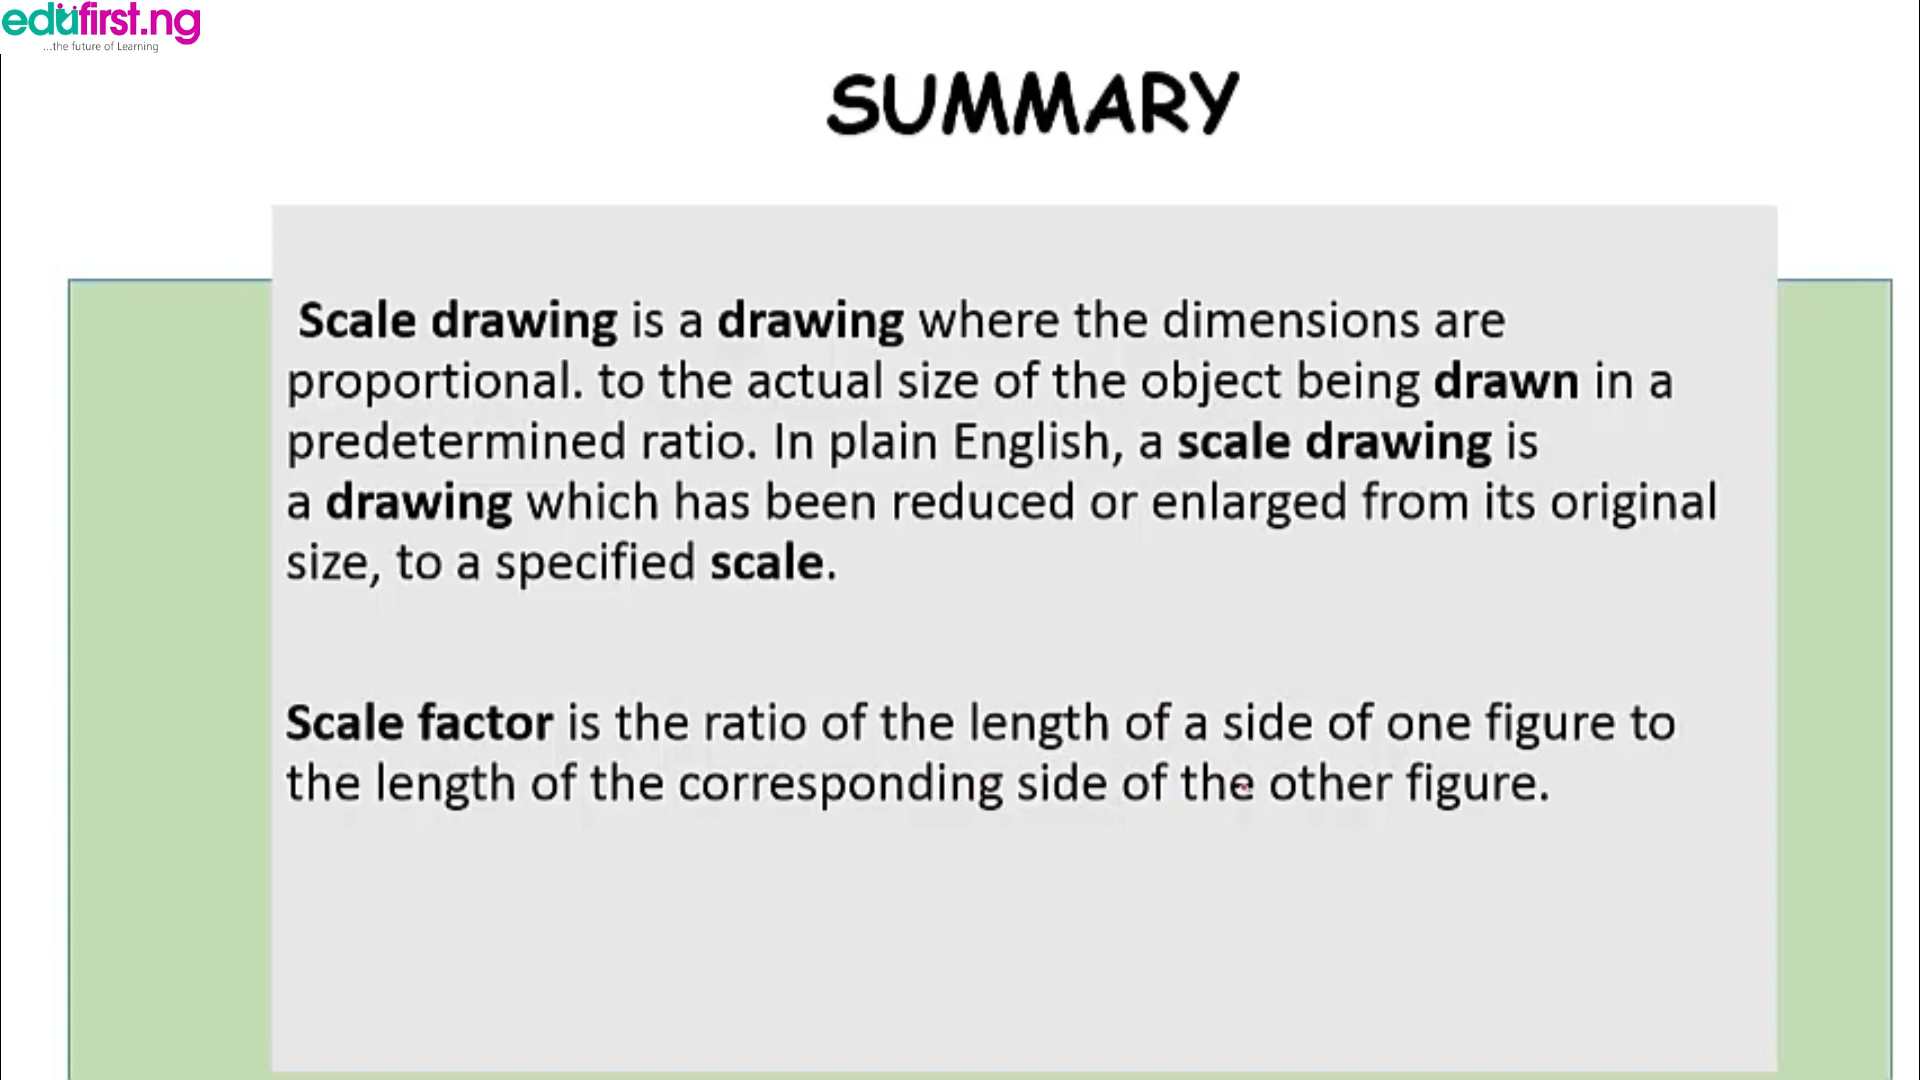 edufirst.ng
...the future of Learning
SUMMARY
Scale drawing is a drawing where the dimensions are
proportional. to the actual size of the object being drawn in a
predetermined ratio. In plain English, a scale drawing is
a drawing which has been reduced or enlarged from its original
size, to a specified scale.
Scale factor is the ratio of the length of a side of one figure to
the length of the corresponding side of the other figure.